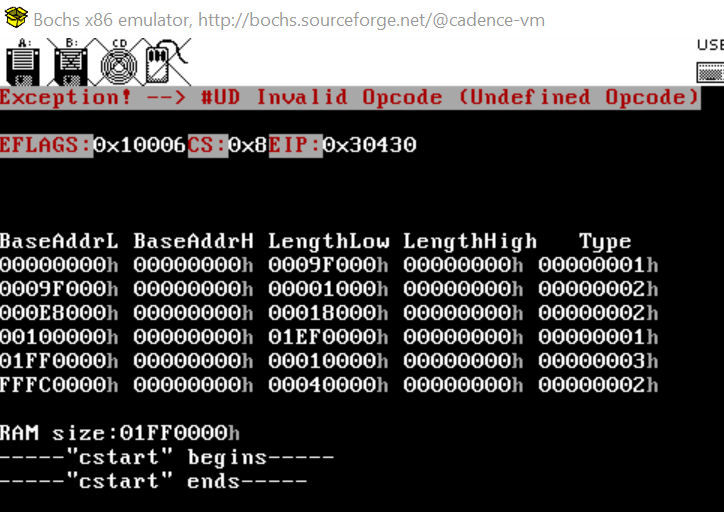 Bochs x86 emulator, http://bochs.sourceforge.net/@cadence-vm
A: B: CD
USE
Exception! --> #UD Invalid Opcode (Undefined Opcode)
EFLAGS:0x10006CS:0x8EIP:0x30430
BaseAddrL BaseAddrH LengthLow LengthHigh Type
00000000h 00000000h 0009F000h 00000000h 00000001h
0009F000h 00000000h 00001000h 00000000h 00000002h
000E8000h 00000000h 00018000h 00000000h 00000002h
00100000h 00000000h 01EF0000h 00000000h 00000001h
01FF0000h 00000000h 00010000h 00000000h 00000003h
FFFC0000h 00000000h 00040000h 00000000h 00000002h
RAM size:01FF0000h
-----"cstart" begins-----
-----"cstart" ends-----